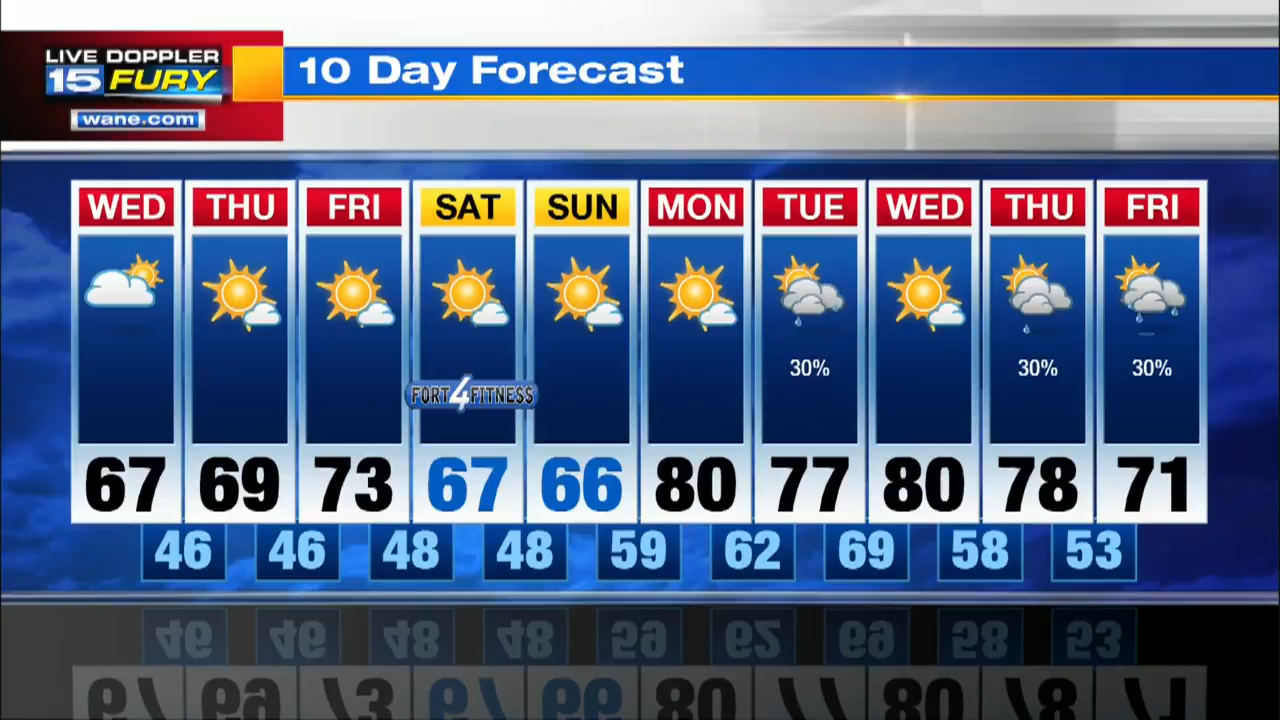 LIVE DOPPLER
15 FURY
wane.com
10 Day Forecast
WED THU FRI SAT SUN MON TUE WED THU FRI
30% 30% 30%
FORT4FITNESS
67 69 73 67 66 80 77 80 78 71
46 46 48 48 59 62 69 58 53